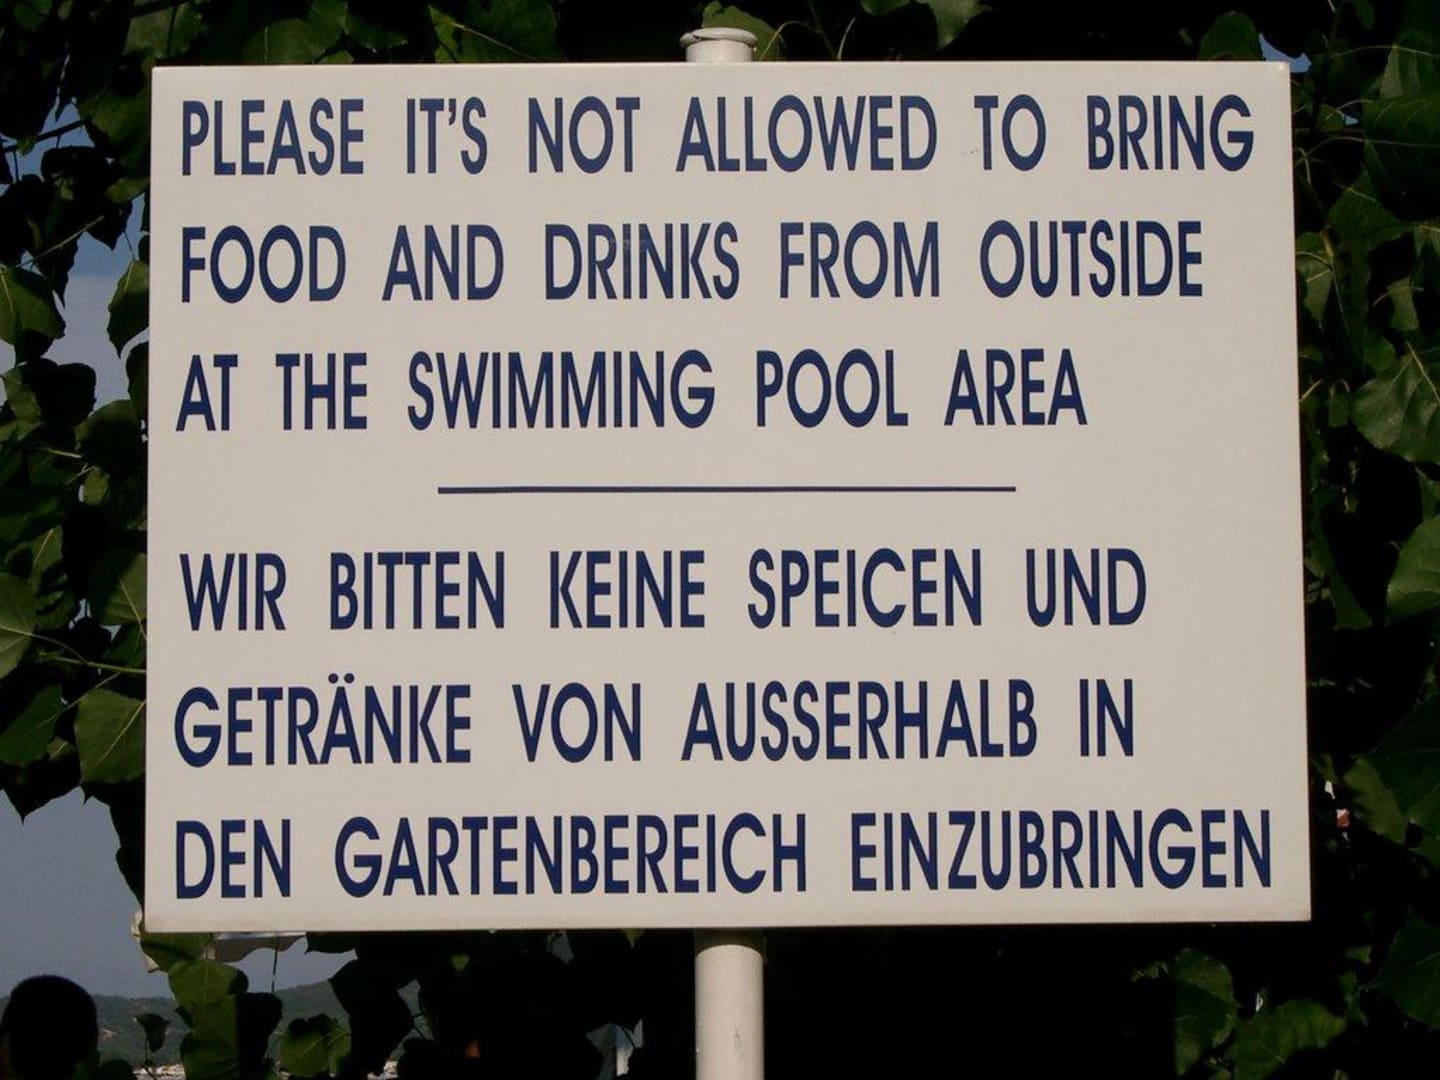 PLEASE IT'S NOT ALLOWED TO BRING
FOOD AND DRINKS FROM OUTSIDE
AT THE SWIMMING POOL AREA
WIR BITTEN KEINE SPEICEN UND
GETRÄNKE VON AUSSERHALB IN
DEN GARTENBEREICH EINZUBRINGEN